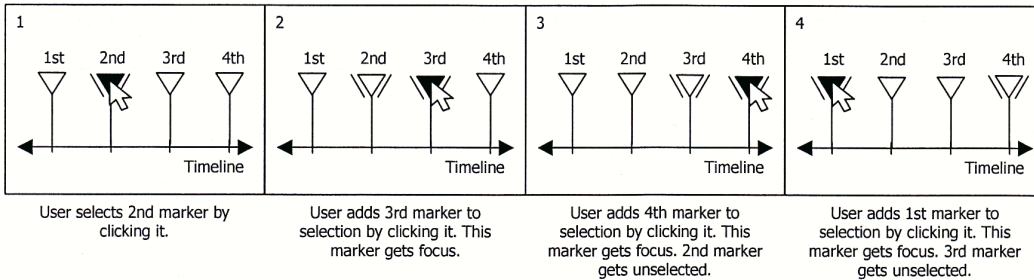 1
1st 2nd 3rd 4th
Timeline
User selects 2nd marker by
clicking it.
2
1st 2nd 3rd 4th
Timeline
User adds 3rd marker to
selection by clicking it. This
marker gets focus.
3
1st 2nd 3rd 4th
Timeline
User adds 4th marker to
selection by clicking it. This
marker gets focus. 2nd marker
gets unselected.
4
1st 2nd 3rd 4th
Timeline
User adds 1st marker to
selection by clicking it. This
marker gets focus. 3rd marker
gets unselected.